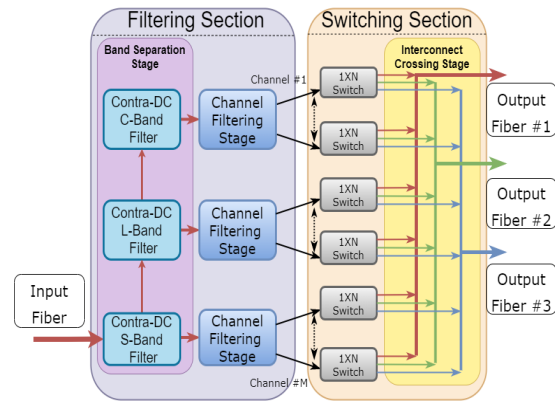 Filtering Section
Switching Section
Band Separation
Stage
Interconnect
Crossing Stage
Channel #1
Contra-DC
C-Band
Filter
Channel
Filtering
Stage
1XN
Switch
1XN
Switch
Output
Fiber #1
Contra-DC
L-Band
Filter
Channel
Filtering
Stage
1XN
Switch
1XN
Switch
Output
Fiber #2
Input
Fiber
Contra-DC
S-Band
Filter
Channel
Filtering
Stage
1XN
Switch
1XN
Switch
Output
Fiber #3
Channel #M